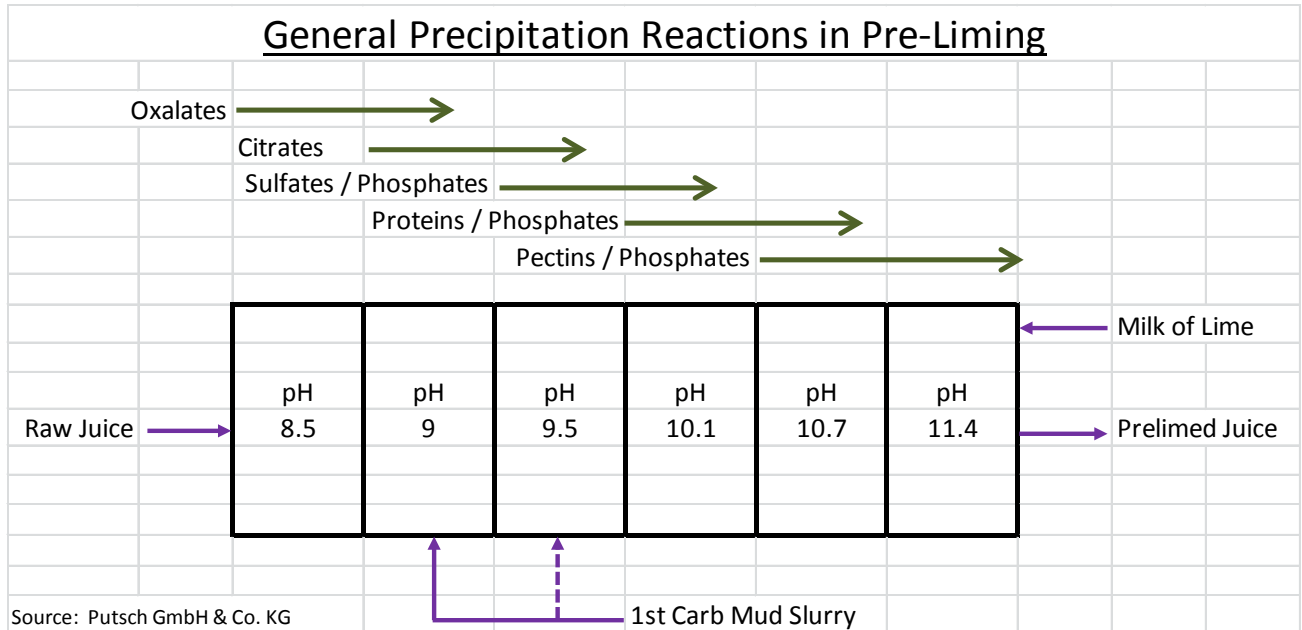 General Precipitation Reactions in Pre-Liming
Oxalates
Citrates
Sulfates / Phosphates
Proteins / Phosphates
Pectins / Phosphates
Milk of Lime
pH pH pH pH pH pH
Raw Juice 8.5 9 9.5 10.1 10.7 11.4 Prelimed Juice
Source: Putsch GmbH & Co. KG 1st Carb Mud Slurry